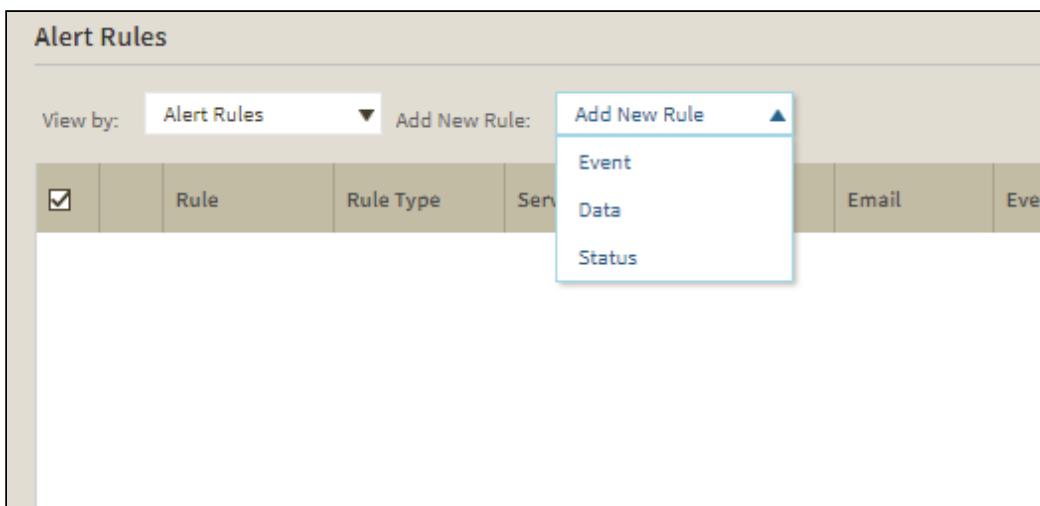 Alert Rules
View by: Alert Rules Add New Rule: Add New Rule
Event
Data
Status
Rule Rule Type Email